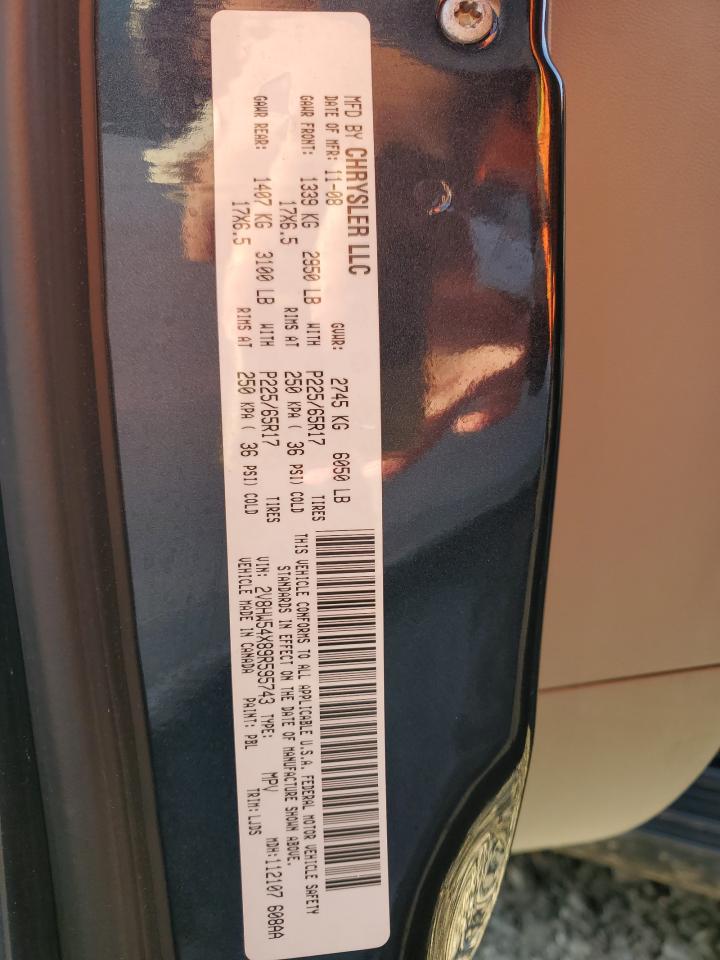 MFD BY CHRYSLER LLC
DATE OF MFR: 11-08 GVWR: 2745 KG 6050 LB
GAWR FRONT: 1339 KG 2950 LB WITH P225/65R17 TIRES
17X6.5 RIMS AT 250 KPA ( 36 PSI) COLD
GAWR REAR: 1407 KG 3100 LB WITH P225/65R17 TIRES
17X6.5 RIMS AT 250 KPA ( 36 PSI) COLD
THIS VEHICLE CONFORMS TO ALL APPLICABLE U.S.A. FEDERAL MOTOR VEHICLE SAFETY
STANDARDS IN EFFECT ON THE DATE OF MANUFACTURE SHOWN ABOVE.
VIN: 2V8HW54X89R595743 TYPE: MPV MDH:112107 608AA
VEHICLE MADE IN CANADA PAINT: PBL TRIM: LJDS